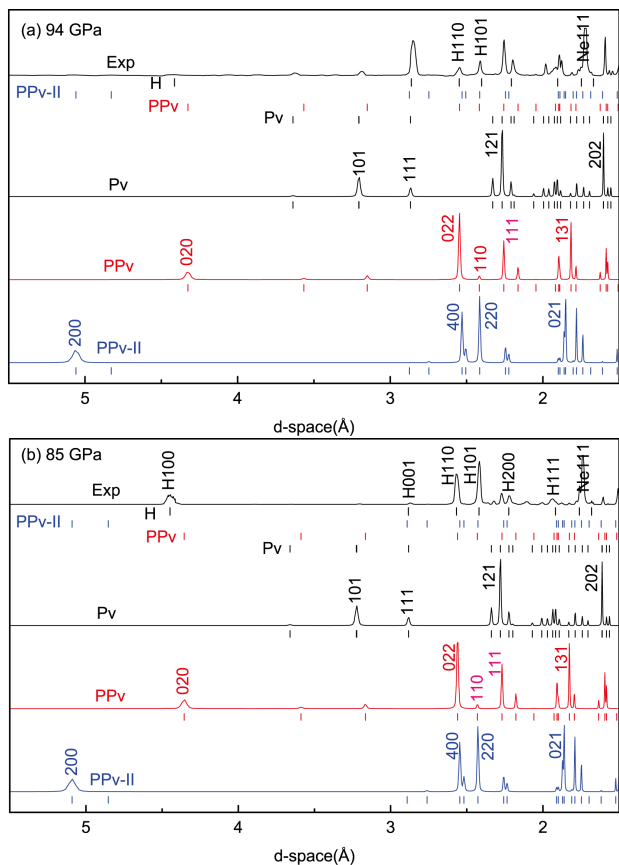 (a) 94 GPa
Exp
H110
H101
Ne111
H
PPv-II
PPv
Pv
Pv
101
111
121
202
PPv
020
022
110
111
131
PPv-II
200
400
220
021
5
4
3
2
d-space(Å)
(b) 85 GPa
Exp
H100
H001
H110
H101
H200
H111
Ne111
H
PPv-II
PPv
Pv
Pv
101
111
121
202
PPv
020
022
110
111
131
PPv-II
200
400
220
021
5
4
3
2
d-space(Å)